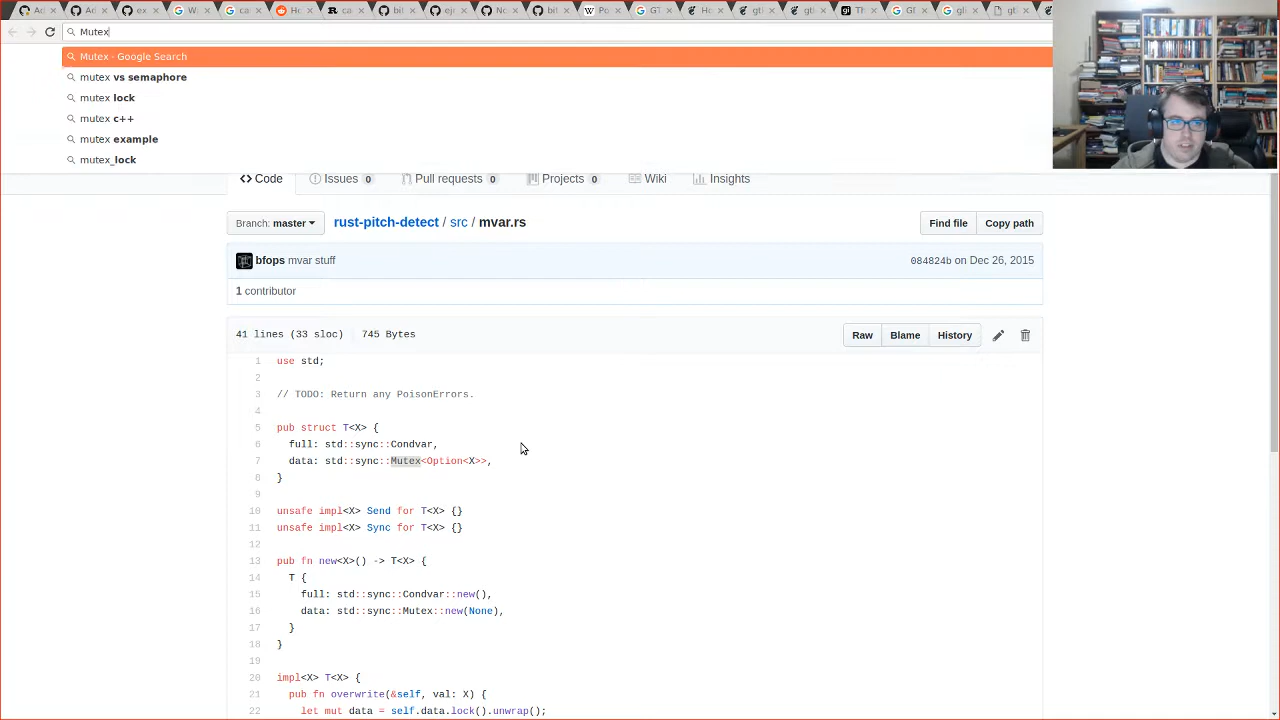 Mutex
Mutex - Google Search
mutex vs semaphore
mutex lock
mutex c++
mutex example
mutex_lock
Code
Issues 0
Pull requests 0
Projects 0
Wiki
Insights
Branch: master
rust-pitch-detect / src / mvar.rs
Find file
Copy path
bfops mvar stuff
084824b on Dec 26, 2015
1 contributor
41 lines (33 sloc)
745 Bytes
Raw
Blame
History
1 use std;
2
3 // TODO: Return any PoisonErrors.
4
5 pub struct T<X> {
6 full: std::sync::Condvar,
7 data: std::sync::Mutex<Option<X>>,
8 }
9
10 unsafe impl<X> Send for T<X> {}
11 unsafe impl<X> Sync for T<X> {}
12
13 pub fn new<X>() -> T<X> {
14 T {
15 full: std::sync::Condvar::new(),
16 data: std::sync::Mutex::new(None),
17 }
18 }
19
20 impl<X> T<X> {
21 pub fn overwrite(&self, val: X) {
22 let mut data = self.data.lock().unwrap();